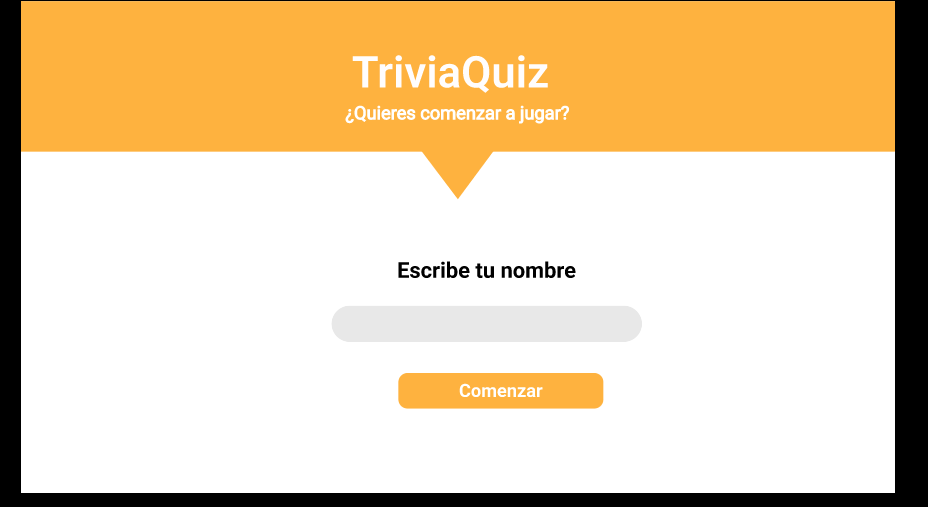 TriviaQuiz
¿Quieres comenzar a jugar?
Escribe tu nombre
Comenzar